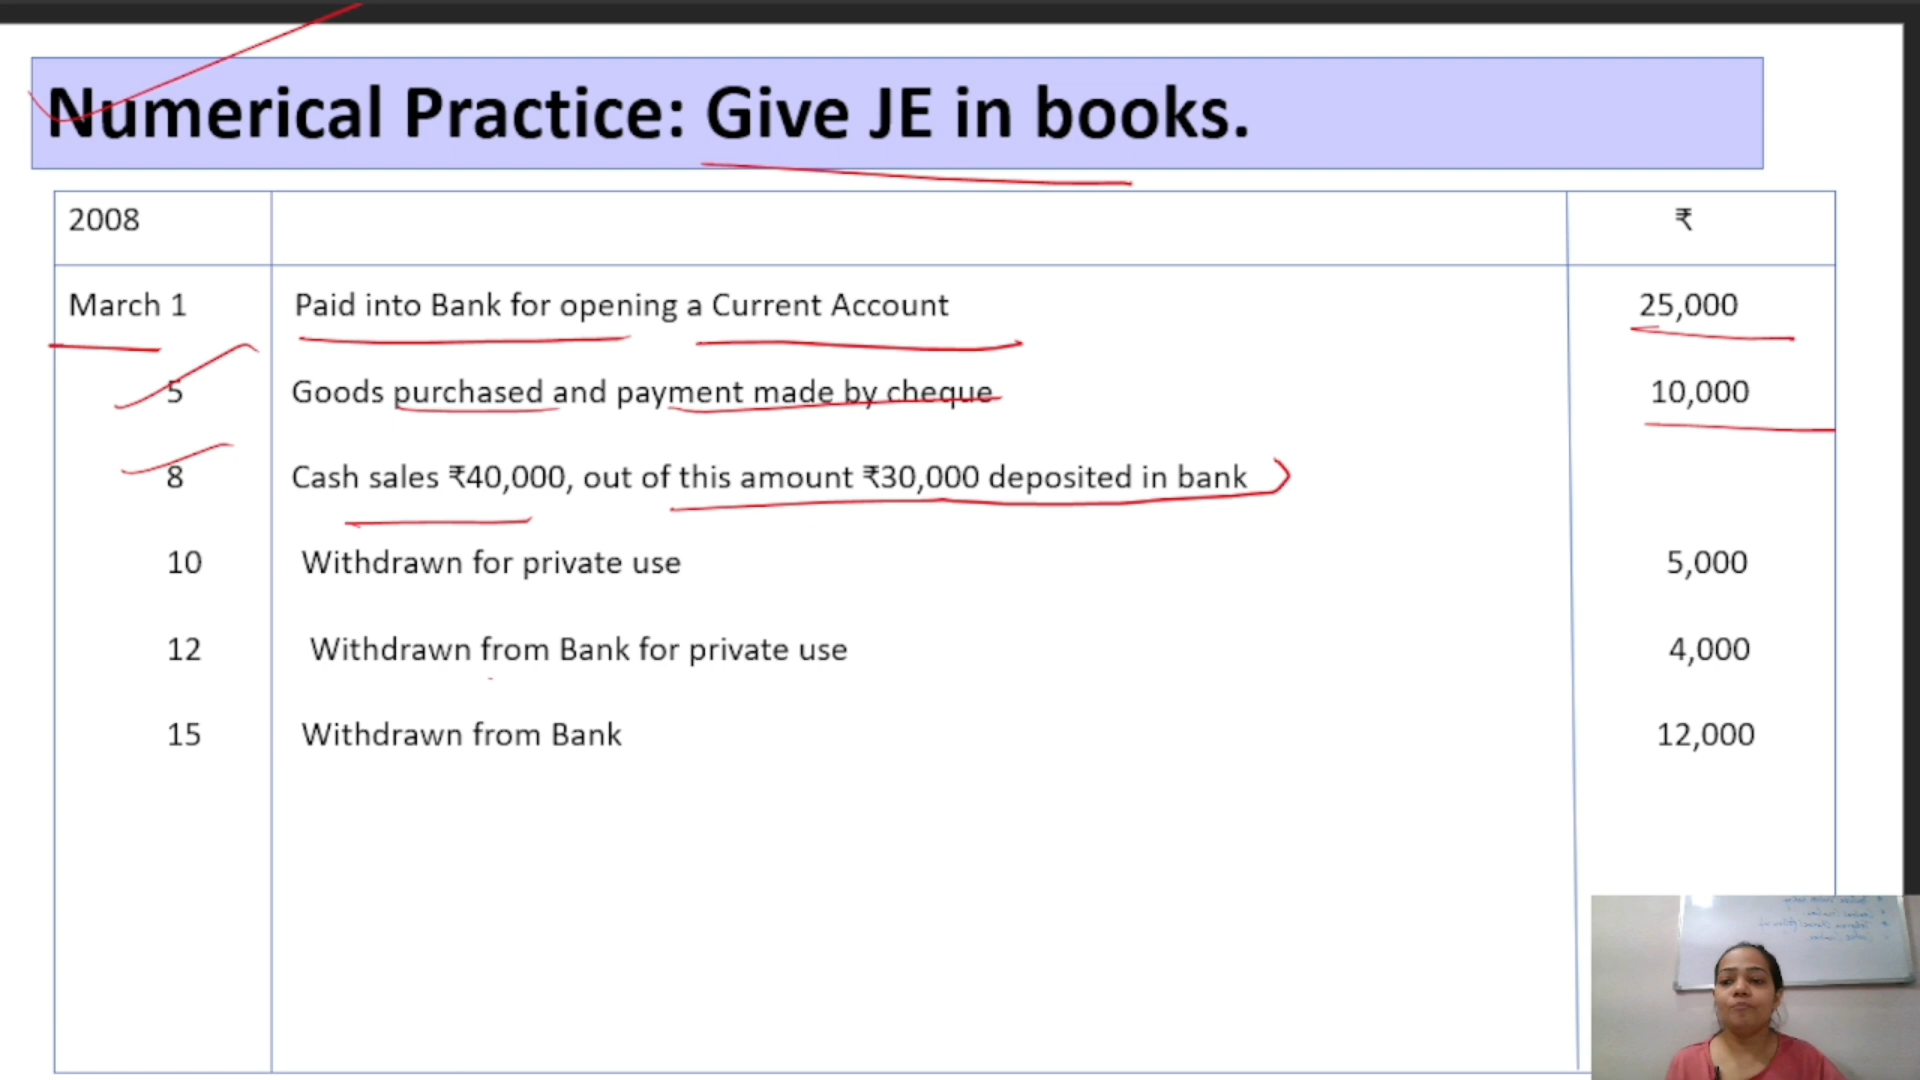 Numerical Practice: Give JE in books.
2008 ₹
March 1 Paid into Bank for opening a Current Account 25,000
5 Goods purchased and payment made by cheque 10,000
8 Cash sales ₹40,000, out of this amount ₹30,000 deposited in bank
10 Withdrawn for private use 5,000
12 Withdrawn from Bank for private use 4,000
15 Withdrawn from Bank 12,000